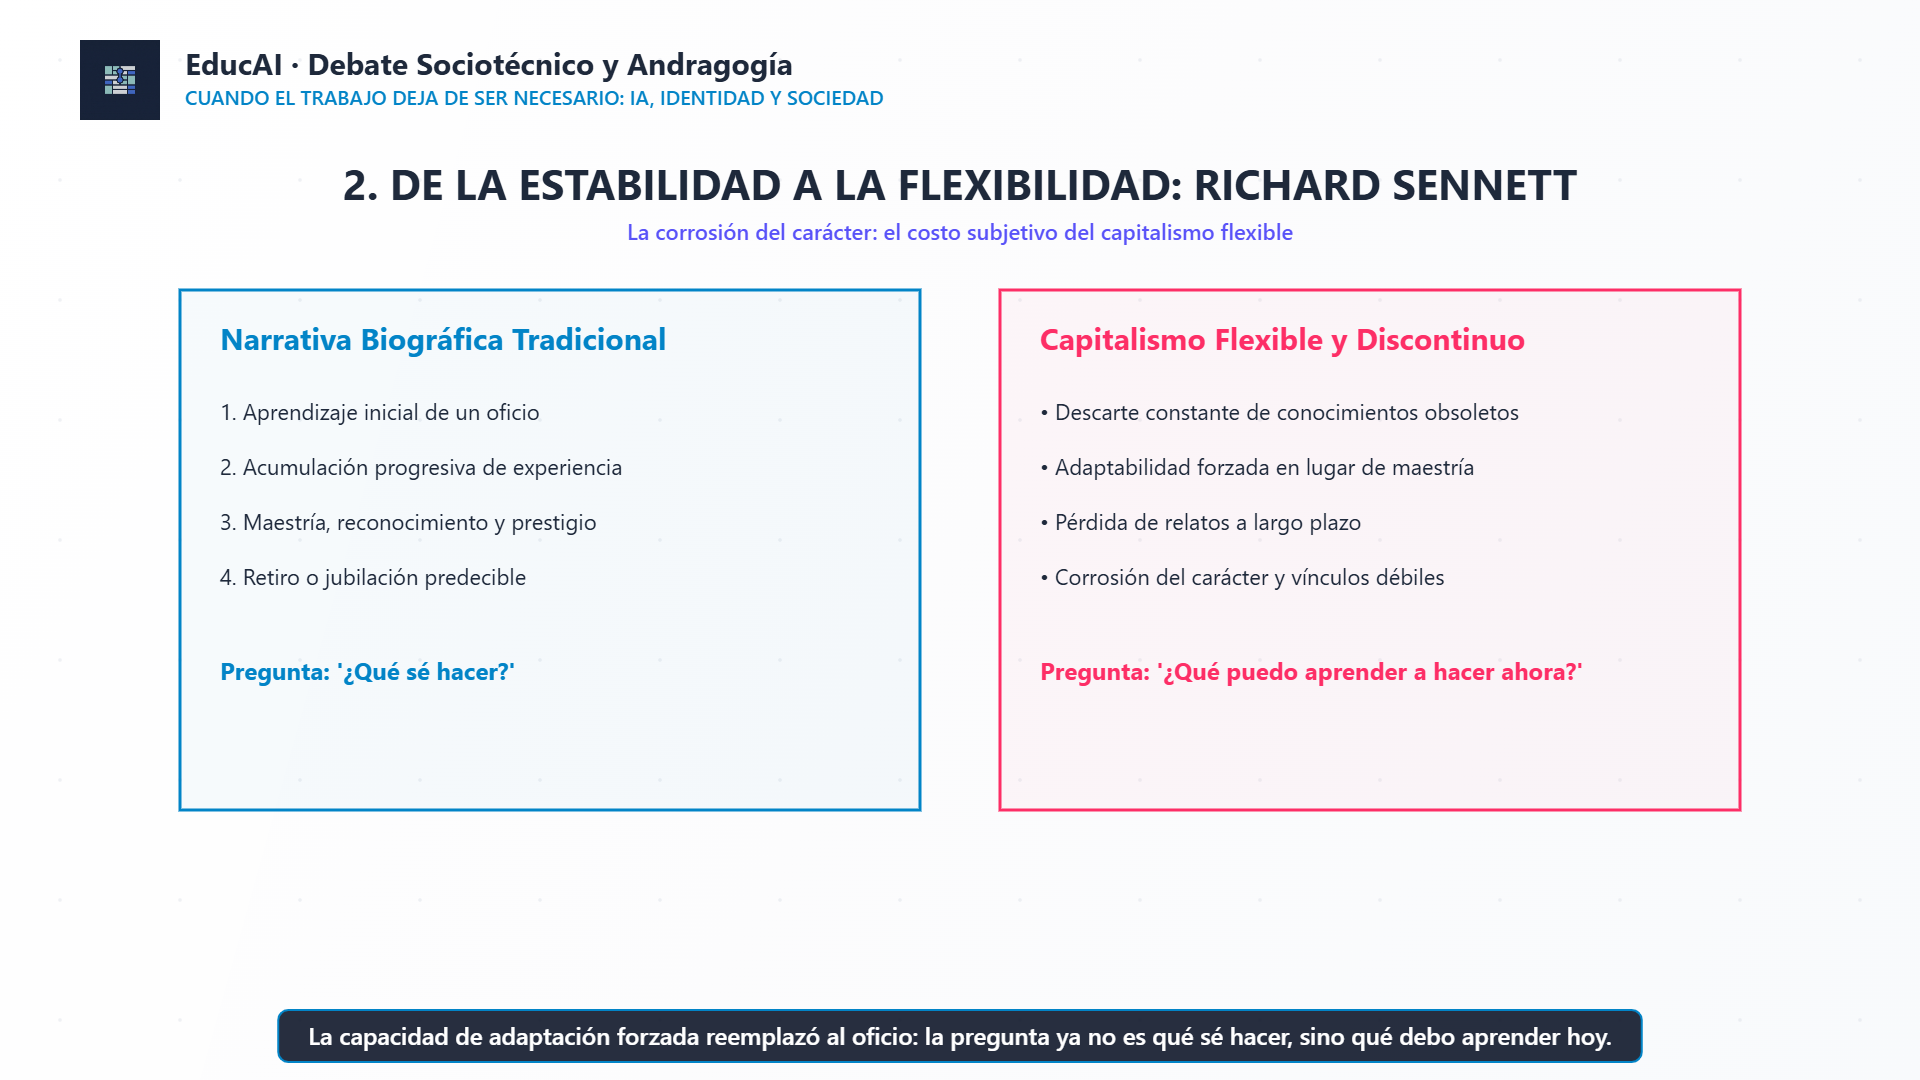 EducAI · Debate Sociotécnico y Andragogía
CUANDO EL TRABAJO DEJA DE SER NECESARIO: IA, IDENTIDAD Y SOCIEDAD
2. DE LA ESTABILIDAD A LA FLEXIBILIDAD: RICHARD SENNETT
La corrosión del carácter: el costo subjetivo del capitalismo flexible
Narrativa Biográfica Tradicional
1. Aprendizaje inicial de un oficio
2. Acumulación progresiva de experiencia
3. Maestría, reconocimiento y prestigio
4. Retiro o jubilación predecible
Pregunta: '¿Qué sé hacer?'
Capitalismo Flexible y Discontinuo
• Descarte constante de conocimientos obsoletos
• Adaptabilidad forzada en lugar de maestría
• Pérdida de relatos a largo plazo
• Corrosión del carácter y vínculos débiles
Pregunta: '¿Qué puedo aprender a hacer ahora?'
La capacidad de adaptación forzada reemplazó al oficio: la pregunta ya no es qué sé hacer, sino qué debo aprender hoy.